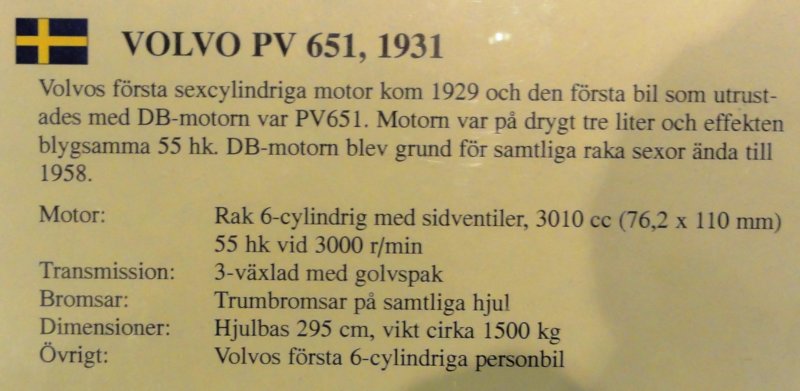 VOLVO PV 651, 1931
Volvos första sexcylindriga motor kom 1929 och den första bil som utrust-
ades med DB-motorn var PV651. Motorn var på drygt tre liter och effekten
blygsamma 55 hk. DB-motorn blev grund för samtliga raka sexor ända till
1958.
Motor: Rak 6-cylindrig med sidventiler, 3010 cc (76,2 x 110 mm)
55 hk vid 3000 r/min
Transmission: 3-växlad med golvspak
Bromsar: Trumbromsar på samtliga hjul
Dimensioner: Hjulbas 295 cm, vikt cirka 1500 kg
Övrigt: Volvos första 6-cylindriga personbil